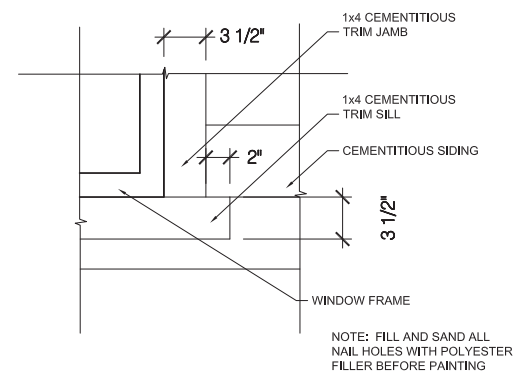 3 1/2"
1x4 CEMENTITIOUS
TRIM JAMB
1x4 CEMENTITIOUS
TRIM SILL
2"
CEMENTITIOUS SIDING
3 1/2"
WINDOW FRAME
NOTE: FILL AND SAND ALL
NAIL HOLES WITH POLYESTER
FILLER BEFORE PAINTING